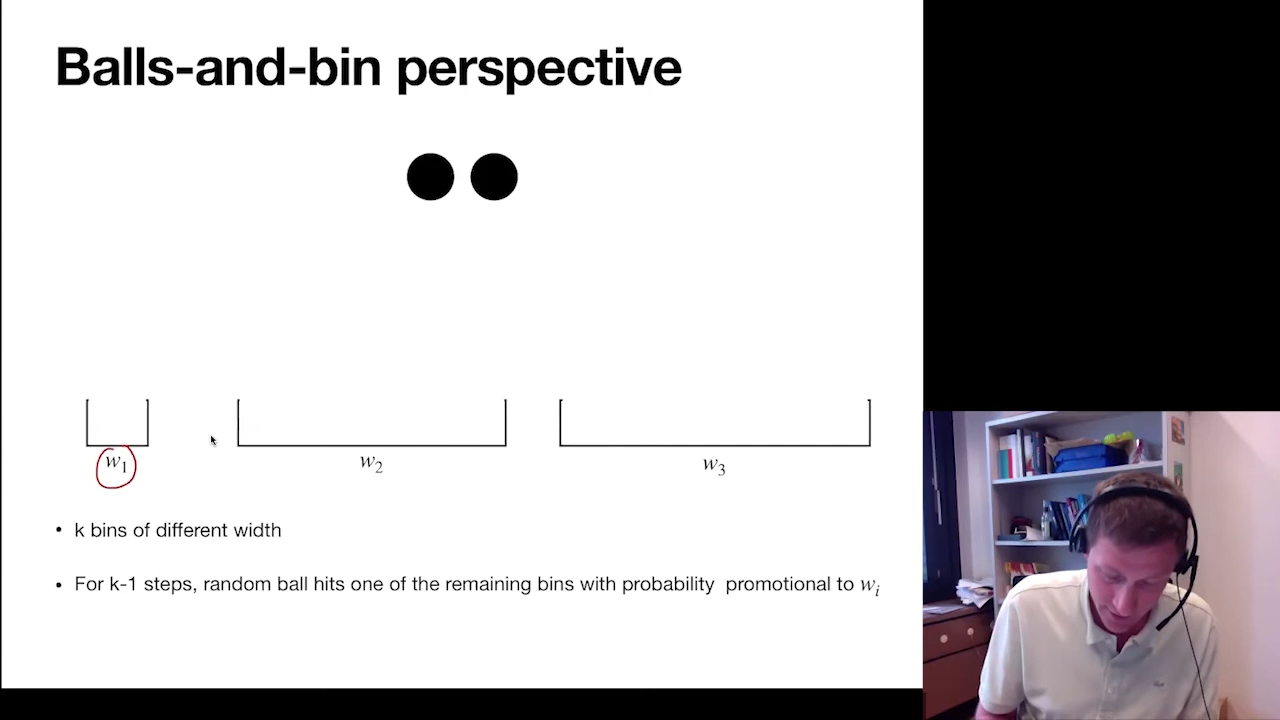 Balls-and-bin perspective
w₁
w₂
w₃
• k bins of different width
• For k-1 steps, random ball hits one of the remaining bins with probability promotional to wᵢ